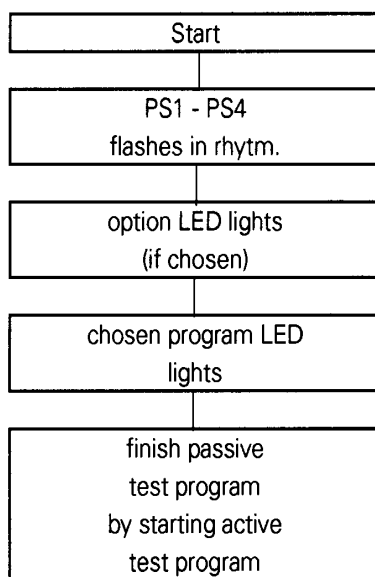 Start
PS1 - PS4
flashes in rhytm.
option LED lights
(if chosen)
chosen program LED
lights
finish passive
test program
by starting active
test program